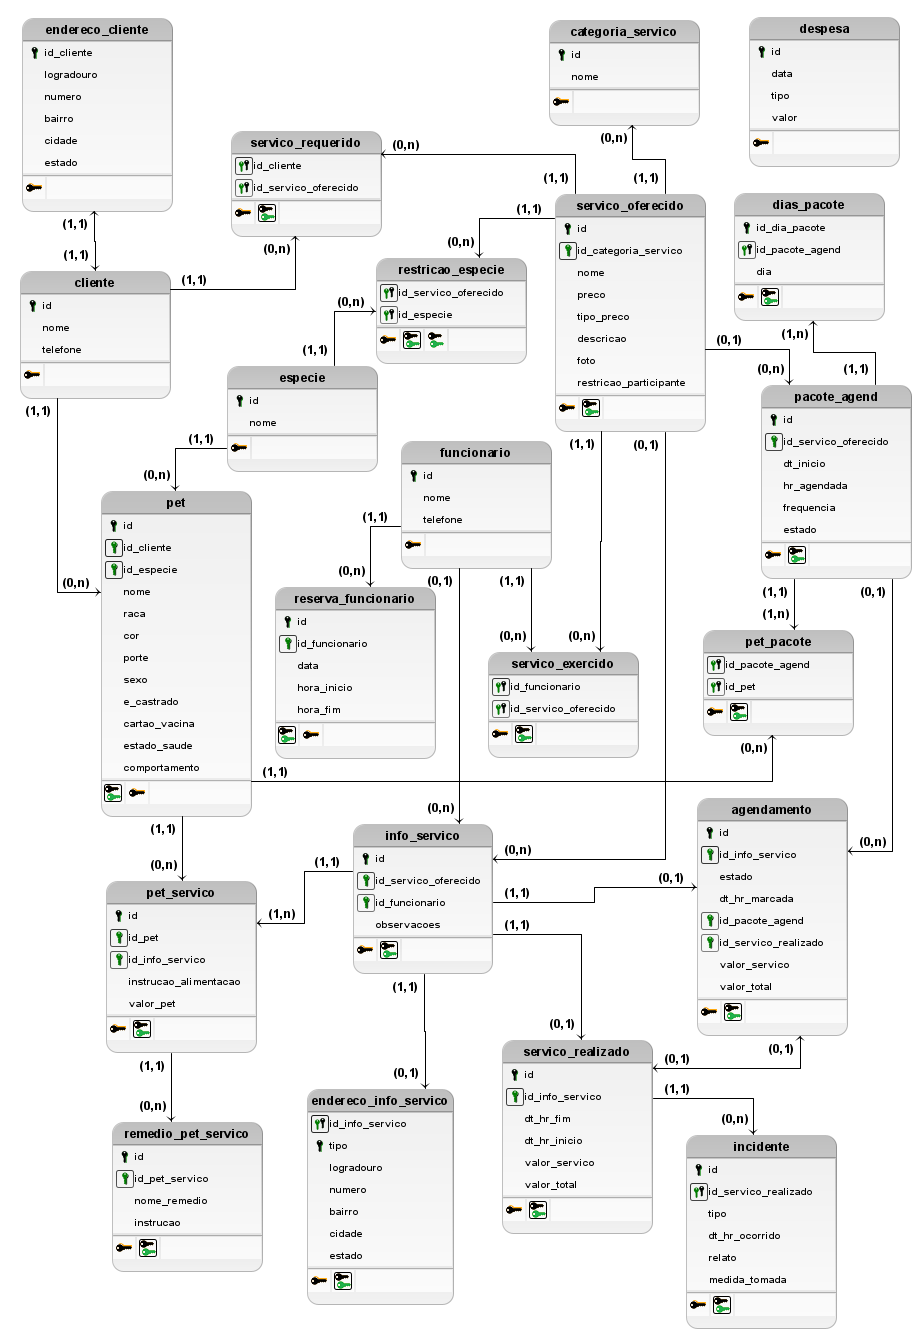 endereco_cliente
id_cliente
logradouro
numero
bairro
cidade
estado
(1,1)
(1,1)
cliente
id
nome
telefone
(1,1)
(1,1)
servico_requerido
id_cliente
id_servico_oferecido
(0,n)
(0,n)
categoria_servico
id
nome
(0,n)
(1,1)
(1,1)
despesa
id
data
tipo
valor
servico_oferecido
id
id_categoria_servico
nome
preco
tipo_preco
descricao
foto
restricao_participante
(1,1)
(0,n)
(0,1)
(0,n)
(1,1)
(0,1)
dias_pacote
id_dia_pacote
id_pacote_agend
dia
(1,n)
(1,1)
restricao_especie
id_servico_oferecido
id_especie
(0,n)
(1,1)
especie
id
nome
(1,1)
(0,n)
pacote_agend
id
id_servico_oferecido
dt_inicio
hr_agendada
frequencia
estado
(1,1)
(1,n)
(0,1)
funcionario
id
nome
telefone
(1,1)
(0,n)
(0,1)
(1,1)
pet
id
id_cliente
id_especie
nome
raca
cor
porte
sexo
e_castrado
cartao_vacina
estado_saude
comportamento
(0,n)
(1,1)
(1,1)
(0,n)
reserva_funcionario
id
id_funcionario
data
hora_inicio
hora_fim
(0,n)
(0,n)
servico_exercido
id_funcionario
id_servico_oferecido
pet_pacote
id_pacote_agend
id_pet
(0,n)
(0,n)
info_servico
id
id_servico_oferecido
id_funcionario
observacoes
(0,n)
(1,1)
(1,n)
(1,1)
(0,1)
(1,1)
(1,1)
agendamento
id
id_info_servico
estado
dt_hr_marcada
id_pacote_agend
id_servico_realizado
valor_servico
valor_total
(0,n)
(0,1)
(0,1)
pet_servico
id
id_pet
id_info_servico
instrucao_alimentacao
valor_pet
(1,1)
(0,n)
remedio_pet_servico
id
id_pet_servico
nome_remedio
instrucao
(0,1)
endereco_info_servico
id_info_servico
tipo
logradouro
numero
bairro
cidade
estado
(0,1)
servico_realizado
id
id_info_servico
dt_hr_fim
dt_hr_inicio
valor_servico
valor_total
(1,1)
(0,n)
incidente
id
id_servico_realizado
tipo
dt_hr_ocorrido
relato
medida_tomada